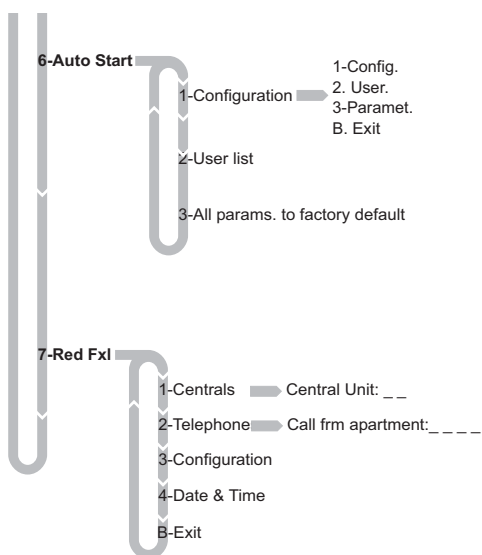 6-Auto Start
1-Configuration
1-Config.
2. User.
3-Paramet.
B. Exit
2-User list
3-All params. to factory default
7-Red Fxl
1-Centrals
Central Unit: _ _
2-Telephone
Call frm apartment:_ _ _ _
3-Configuration
4-Date & Time
B-Exit